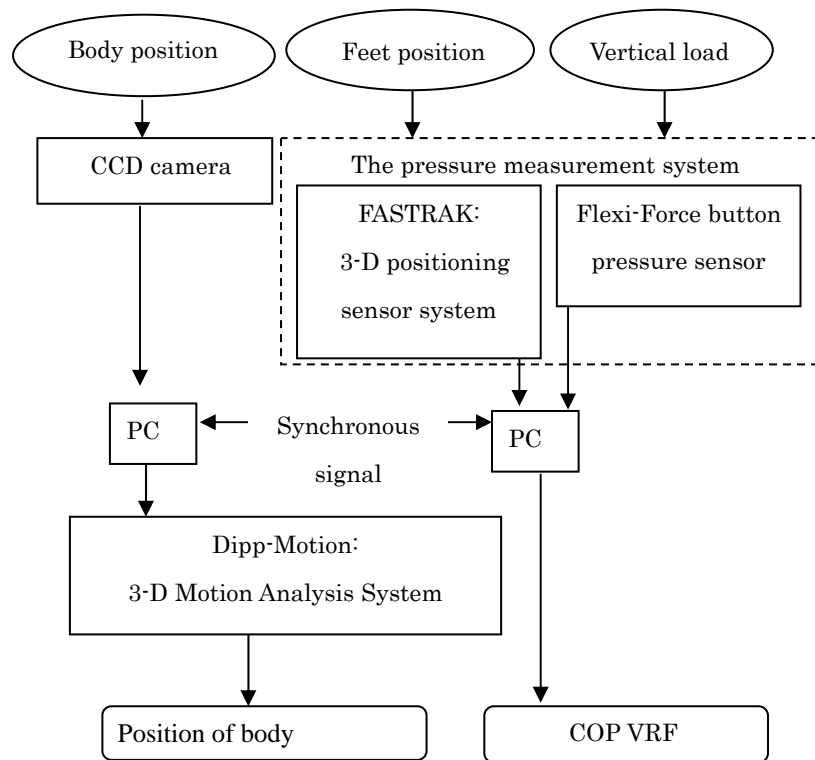 Body position
Feet position
Vertical load
CCD camera
The pressure measurement system
FASTRAK:
3-D positioning
sensor system
Flexi-Force button
pressure sensor
PC
Synchronous
signal
PC
Dipp-Motion:
3-D Motion Analysis System
Position of body
COP VRF